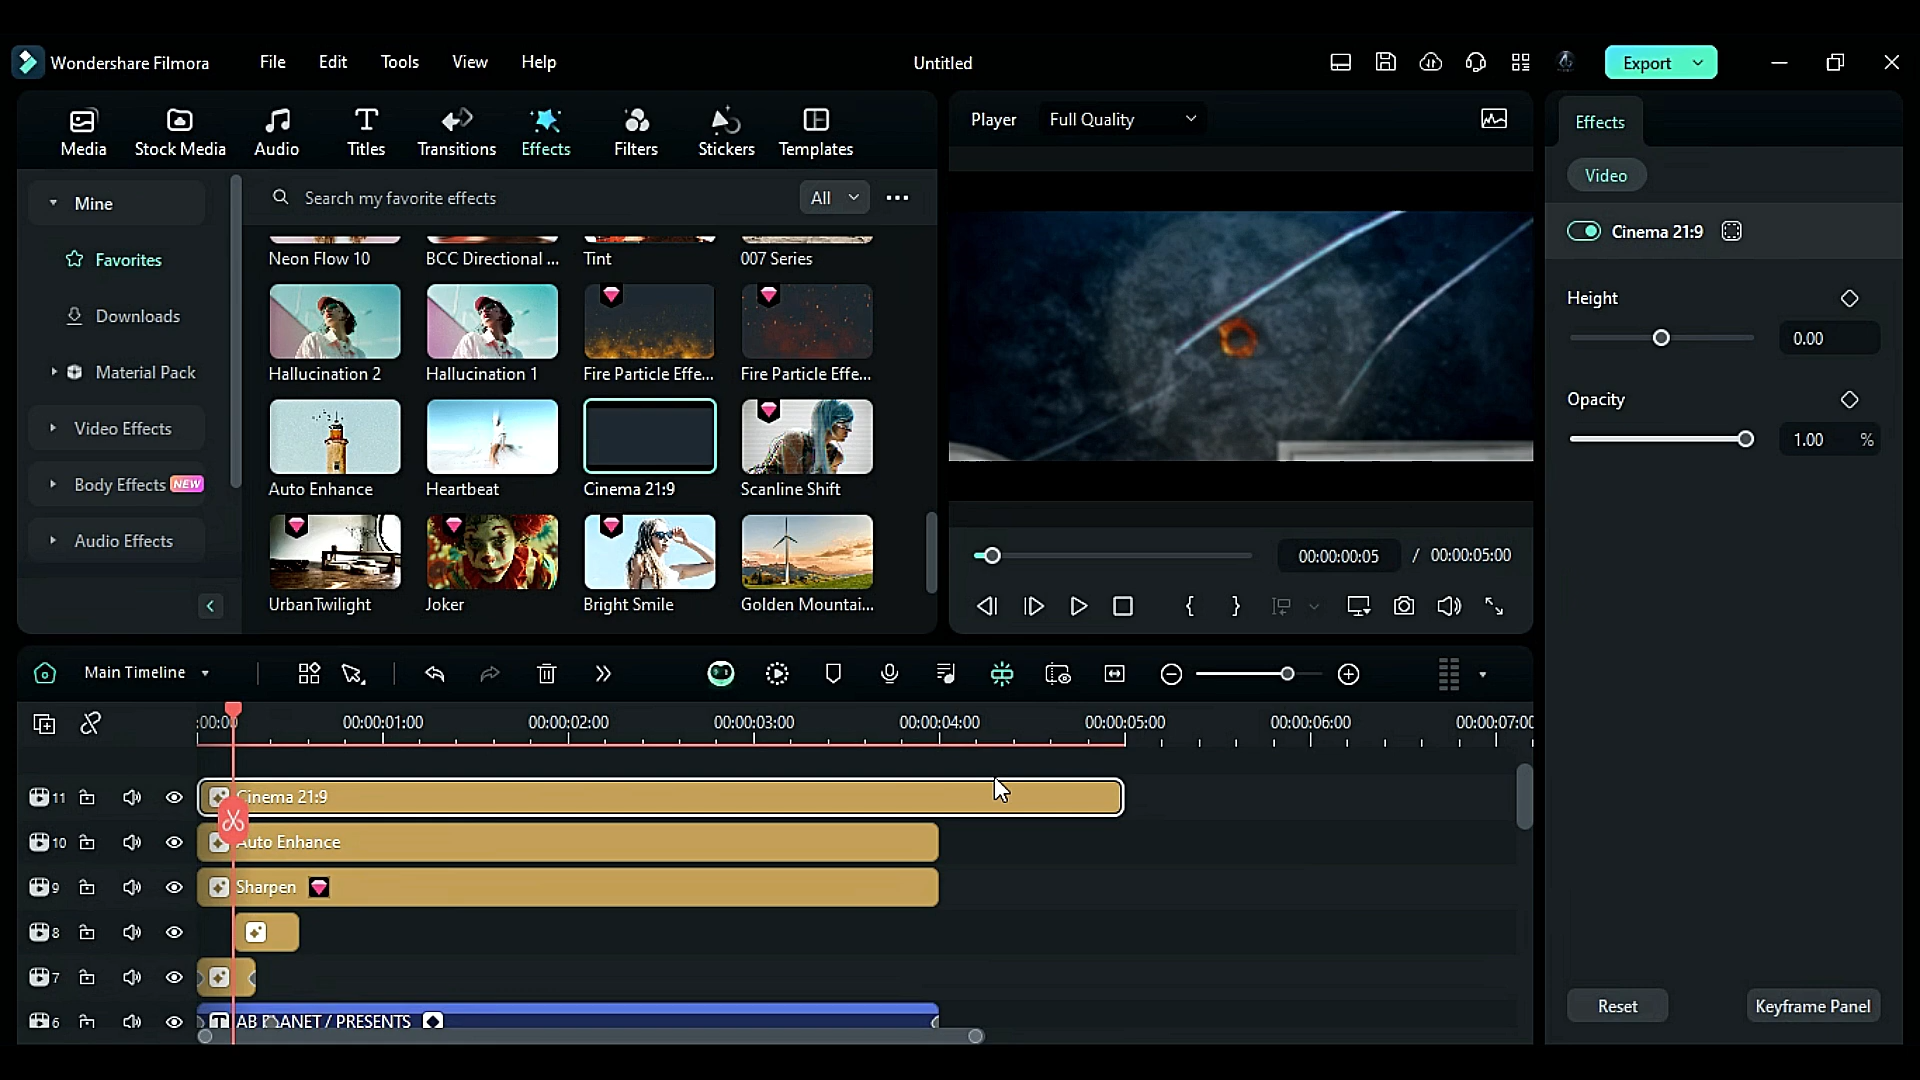 Wondershare Filmora File Edit Tools View Help Untitled Export
Media Stock Media Audio Titles Transitions Effects Filters Stickers Templates
Mine
Favorites
Downloads
Material Pack
Video Effects
Body Effects NEW
Audio Effects
Search my favorite effects All
Neon Flow 10 BCC Directional ... Tint 007 Series
Hallucination 2 Hallucination 1 Fire Particle Effe... Fire Particle Effe...
Auto Enhance Heartbeat Cinema 21:9 Scanline Shift
UrbanTwilight Joker Bright Smile Golden Mountai...
Player Full Quality
00:00:00:05 / 00:00:05:00
Effects
Video
Cinema 21:9
Height
0.00
Opacity
1.00 %
Reset Keyframe Panel
Main Timeline
:00:00 00:00:01:00 00:00:02:00 00:00:03:00 00:00:04:00 00:00:05:00 00:00:06:00 00:00:07:00
11 Cinema 21:9
10 Auto Enhance
9 Sharpen
8
7
6 AB PLANET / PRESENTS